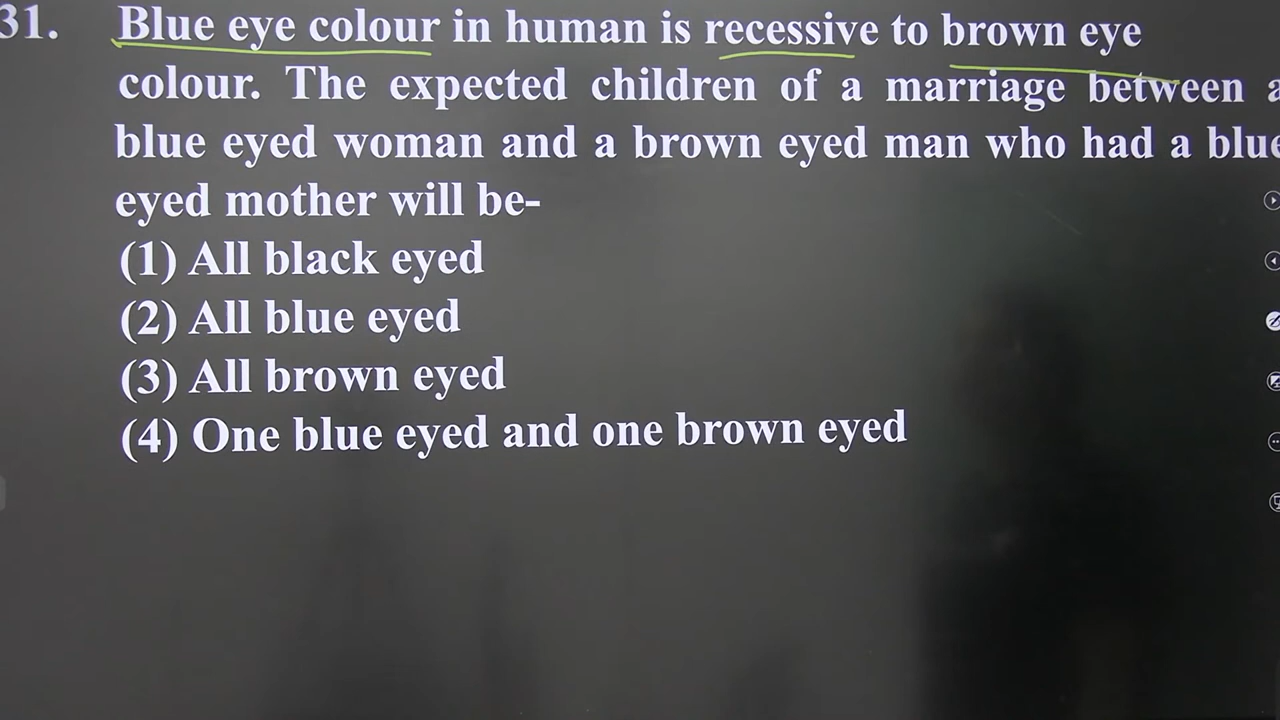 31. Blue eye colour in human is recessive to brown eye
colour. The expected children of a marriage between a
blue eyed woman and a brown eyed man who had a blue
eyed mother will be-
(1) All black eyed
(2) All blue eyed
(3) All brown eyed
(4) One blue eyed and one brown eyed